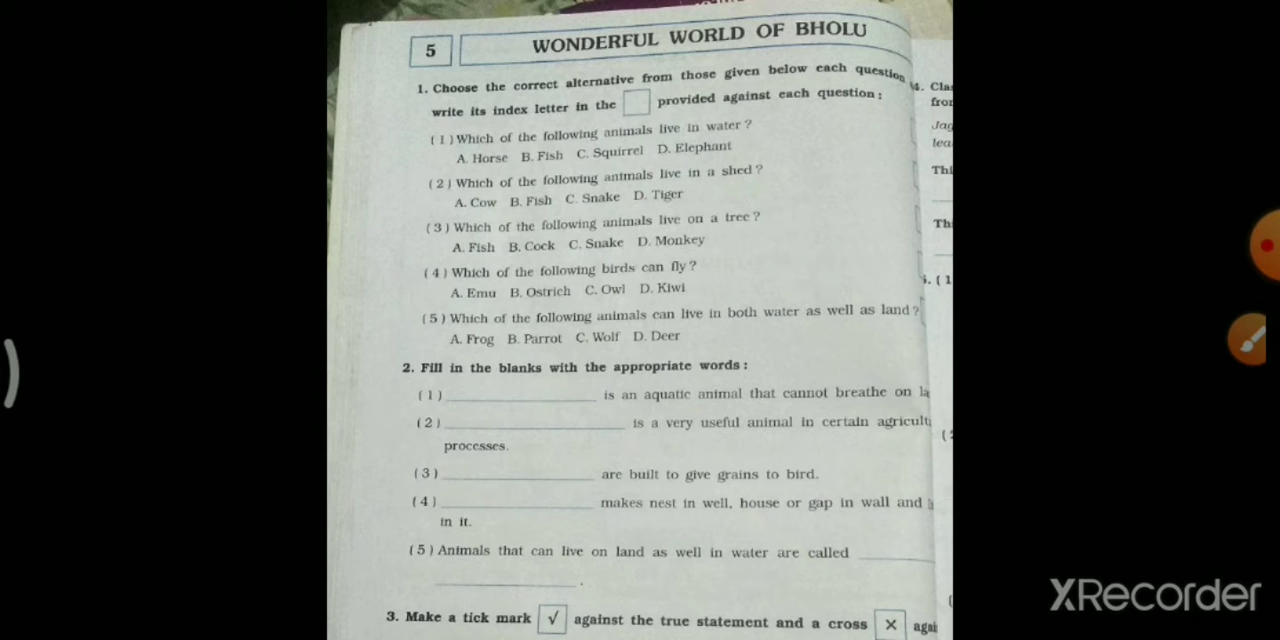 5 WONDERFUL WORLD OF BHOLU
1. Choose the correct alternative from those given below each question
write its index letter in the provided against each question :
( 1 ) Which of the following animals live in water ?
A. Horse B. Fish C. Squirrel D. Elephant
( 2 ) Which of the following animals live in a shed ?
A. Cow B. Fish C. Snake D. Tiger
( 3 ) Which of the following animals live on a tree ?
A. Fish B. Cock C. Snake D. Monkey
( 4 ) Which of the following birds can fly ?
A. Emu B. Ostrich C. Owl D. Kiwi
( 5 ) Which of the following animals can live in both water as well as land ?
A. Frog B. Parrot C. Wolf D. Deer
2. Fill in the blanks with the appropriate words :
( 1 ) ____________ is an aquatic animal that cannot breathe on
( 2 ) ____________ is a very useful animal in certain
processes.
( 3 ) ____________ are built to give grains to bird.
( 4 ) ____________ makes nest in well, house or gap in wall and
in it.
( 5 ) Animals that can live on land as well in water are called ____________
____________ .
3. Make a tick mark √ against the true statement and a cross ×
4.
( 1
XRecorder